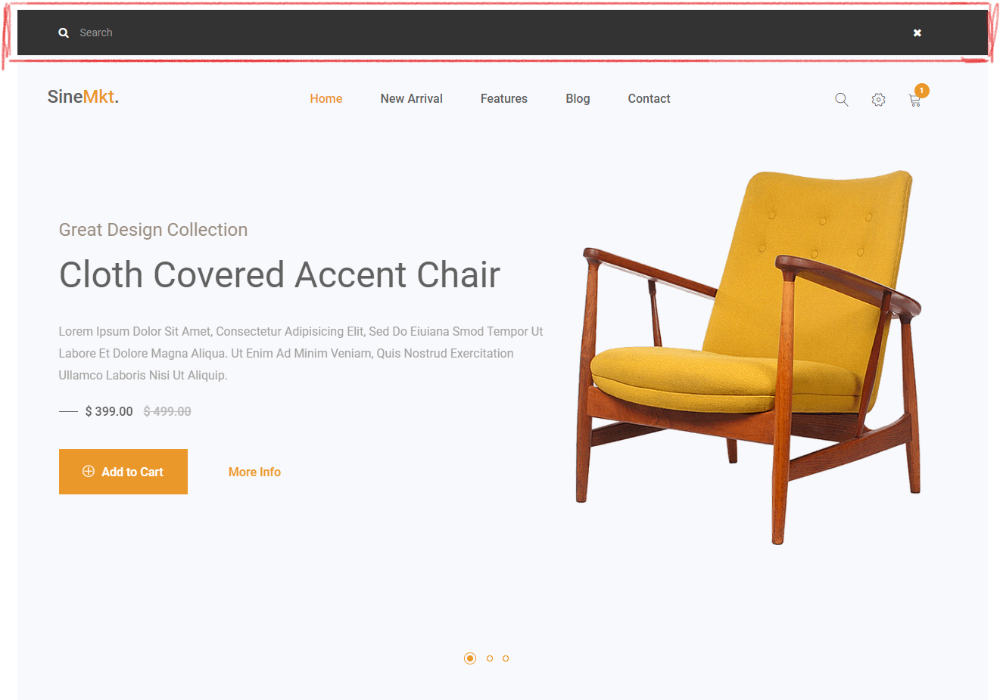 Search
SineMkt.
Home New Arrival Features Blog Contact
1
Great Design Collection
Cloth Covered Accent Chair
Lorem Ipsum Dolor Sit Amet, Consectetur Adipisicing Elit, Sed Do Eiuiana Smod Tempor Ut
Labore Et Dolore Magna Aliqua. Ut Enim Ad Minim Veniam, Quis Nostrud Exercitation
Ullamco Laboris Nisi Ut Aliquip.
$ 399.00 $ 499.00
Add to Cart More Info